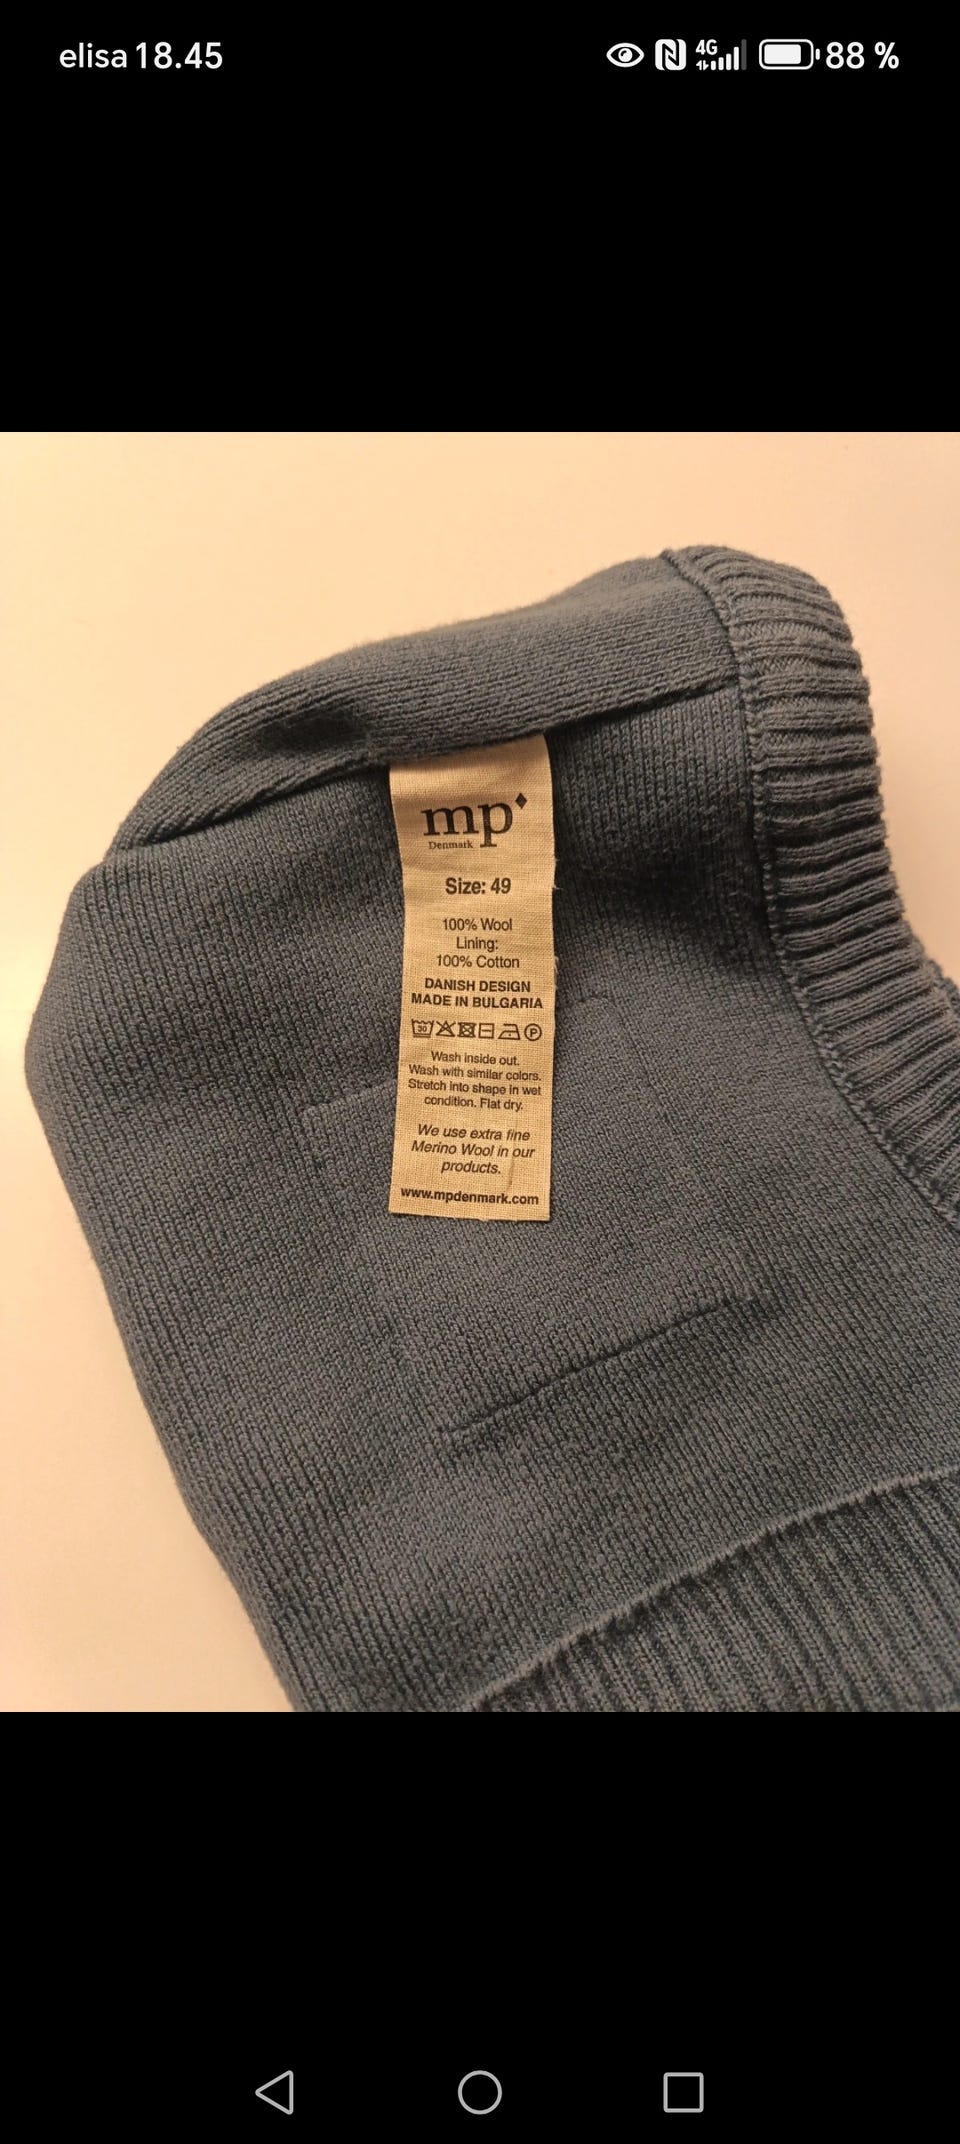 elisa 18.45
4G
88 %
mp
Denmark
Size: 49
100% Wool
Lining:
100% Cotton
DANISH DESIGN
MADE IN BULGARIA
30 P
Wash inside out.
Wash with similar colors.
Stretch into shape in wet
condition. Flat dry.
We use extra fine
Merino Wool in our
products.
www.mpdenmark.com